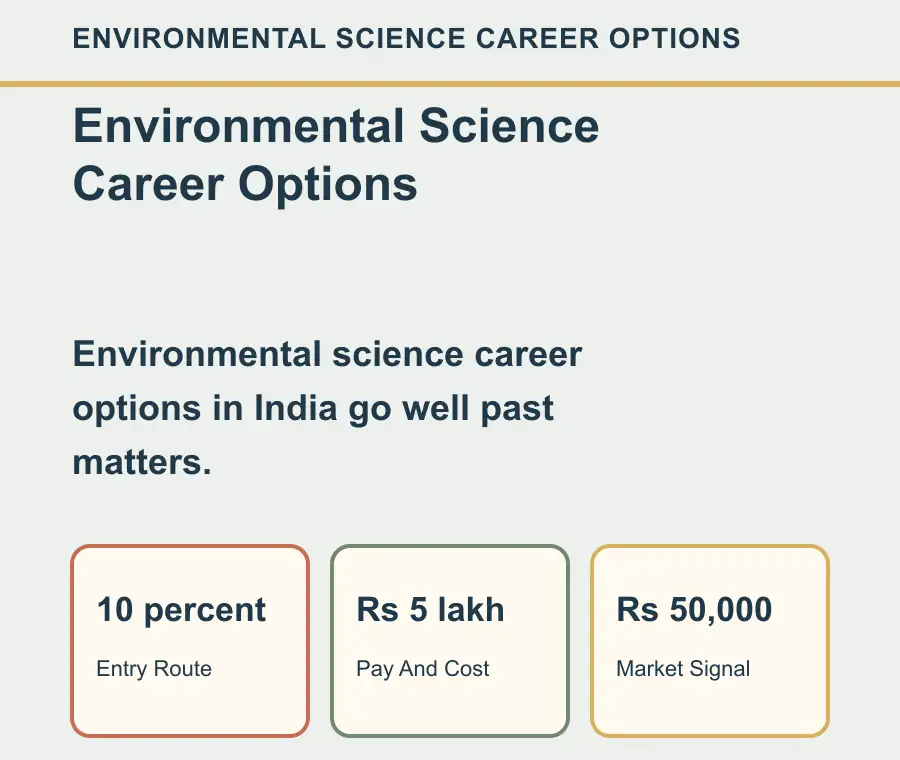 ENVIRONMENTAL SCIENCE CAREER OPTIONS
Environmental Science
Career Options
Environmental science career
options in India go well past
matters.
10 percent
Entry Route
Rs 5 lakh
Pay And Cost
Rs 50,000
Market Signal